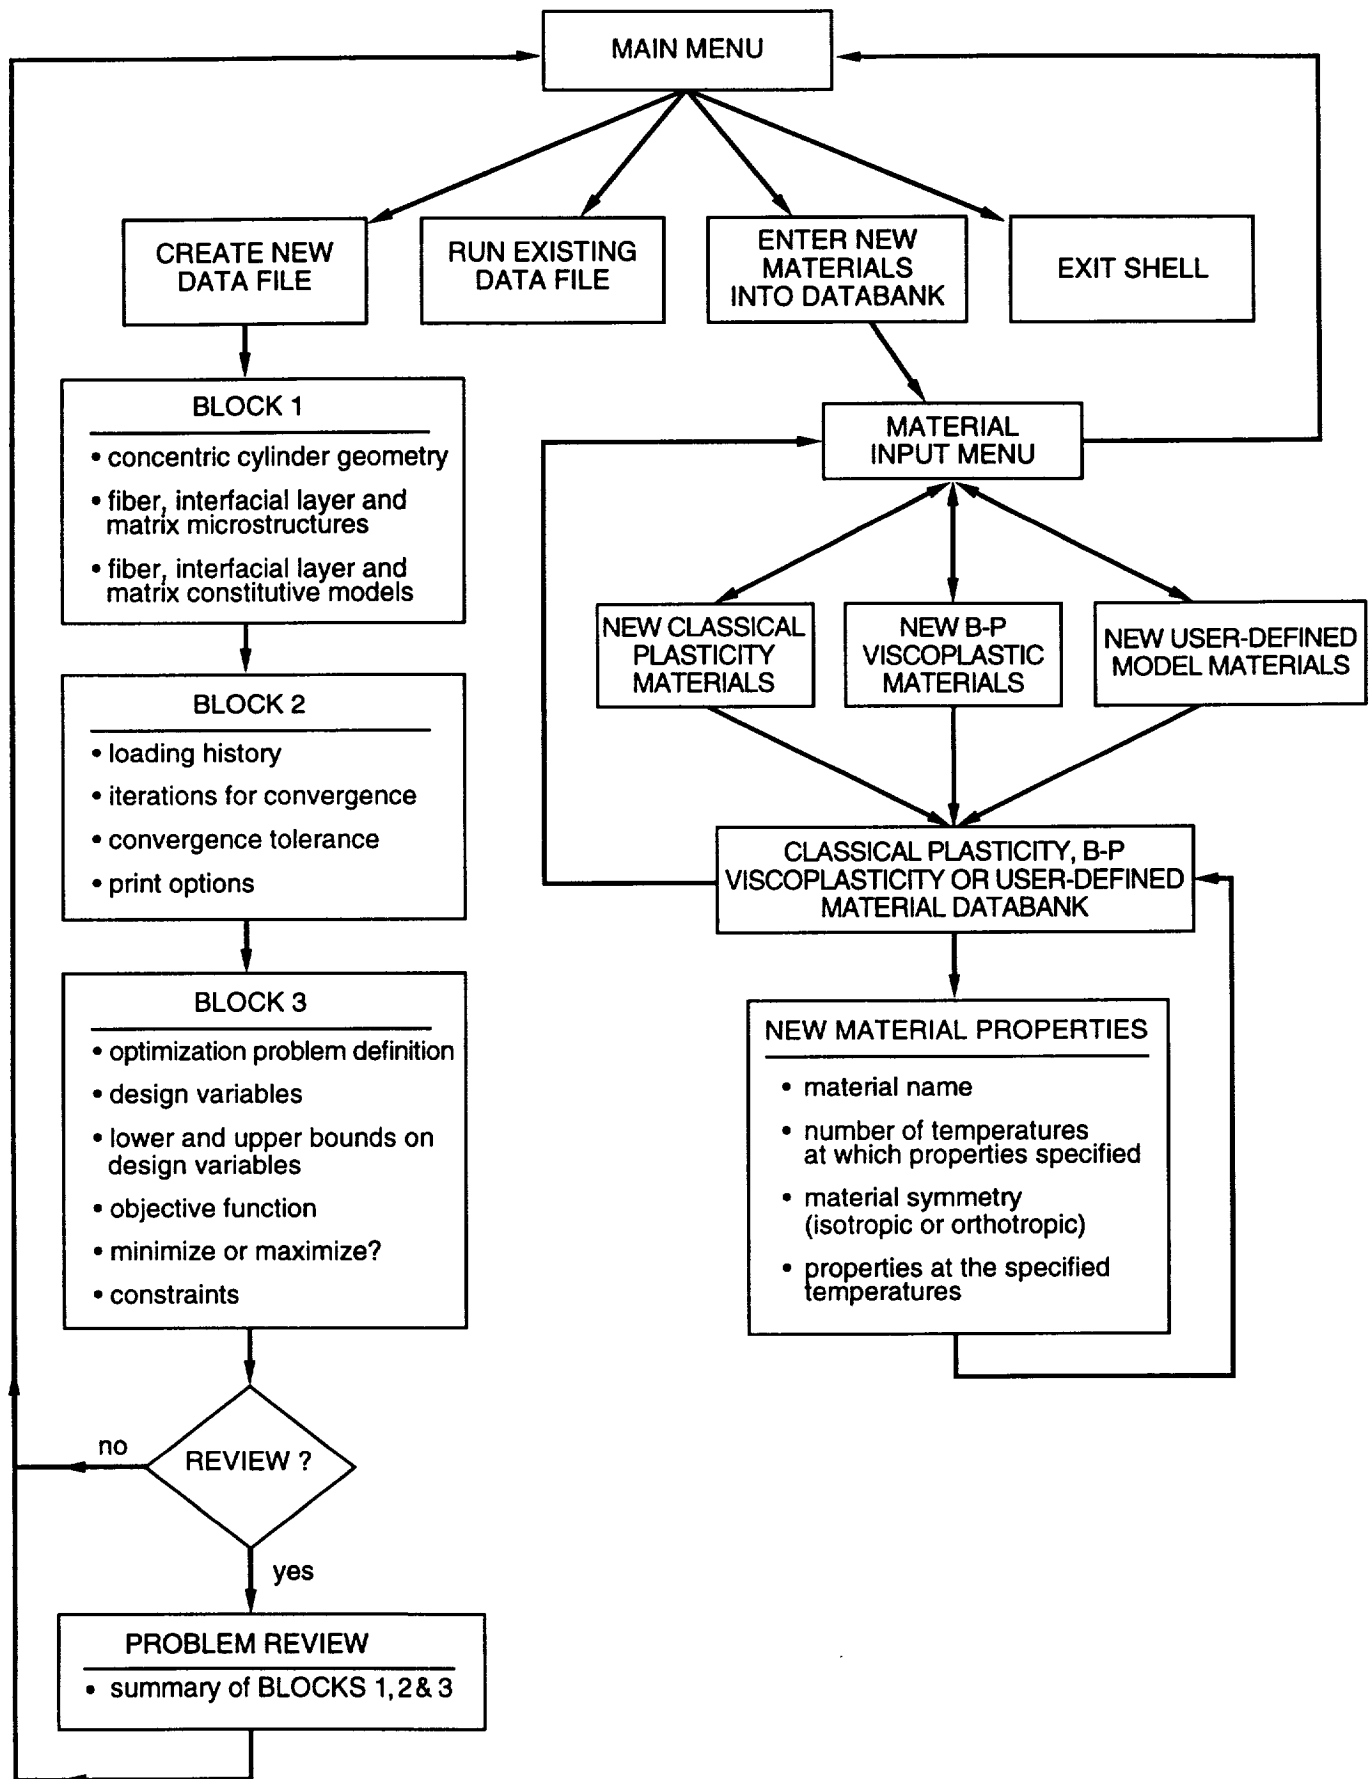 MAIN MENU
CREATE NEW
DATA FILE
RUN EXISTING
DATA FILE
ENTER NEW
MATERIALS
INTO DATABANK
EXIT SHELL
BLOCK 1
• concentric cylinder geometry
• fiber, interfacial layer and
matrix microstructures
• fiber, interfacial layer and
matrix constitutive models
BLOCK 2
• loading history
• iterations for convergence
• convergence tolerance
• print options
BLOCK 3
• optimization problem definition
• design variables
• lower and upper bounds on
design variables
• objective function
• minimize or maximize?
• constraints
REVIEW ?
no
yes
PROBLEM REVIEW
• summary of BLOCKS 1, 2 & 3
MATERIAL
INPUT MENU
NEW CLASSICAL
PLASTICITY
MATERIALS
NEW B-P
VISCOPLASTIC
MATERIALS
NEW USER-DEFINED
MODEL MATERIALS
CLASSICAL PLASTICITY, B-P
VISCOPLASTICITY OR USER-DEFINED
MATERIAL DATABANK
NEW MATERIAL PROPERTIES
• material name
• number of temperatures
at which properties specified
• material symmetry
(isotropic or orthotropic)
• properties at the specified
temperatures